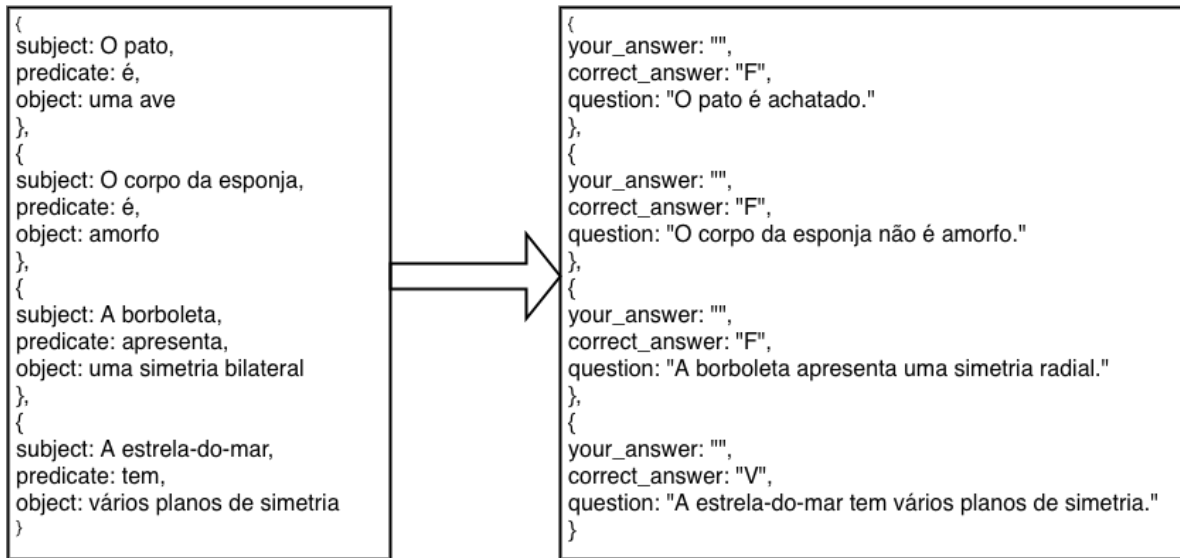 {
subject: O pato,
predicate: é,
object: uma ave
},
{
subject: O corpo da esponja,
predicate: é,
object: amorfo
},
{
subject: A borboleta,
predicate: apresenta,
object: uma simetria bilateral
},
{
subject: A estrela-do-mar,
predicate: tem,
object: vários planos de simetria
}
{
your_answer: "",
correct_answer: "F",
question: "O pato é achatado."
},
{
your_answer: "",
correct_answer: "F",
question: "O corpo da esponja não é amorfo."
},
{
your_answer: "",
correct_answer: "F",
question: "A borboleta apresenta uma simetria radial."
},
{
your_answer: "",
correct_answer: "V",
question: "A estrela-do-mar tem vários planos de simetria."
}